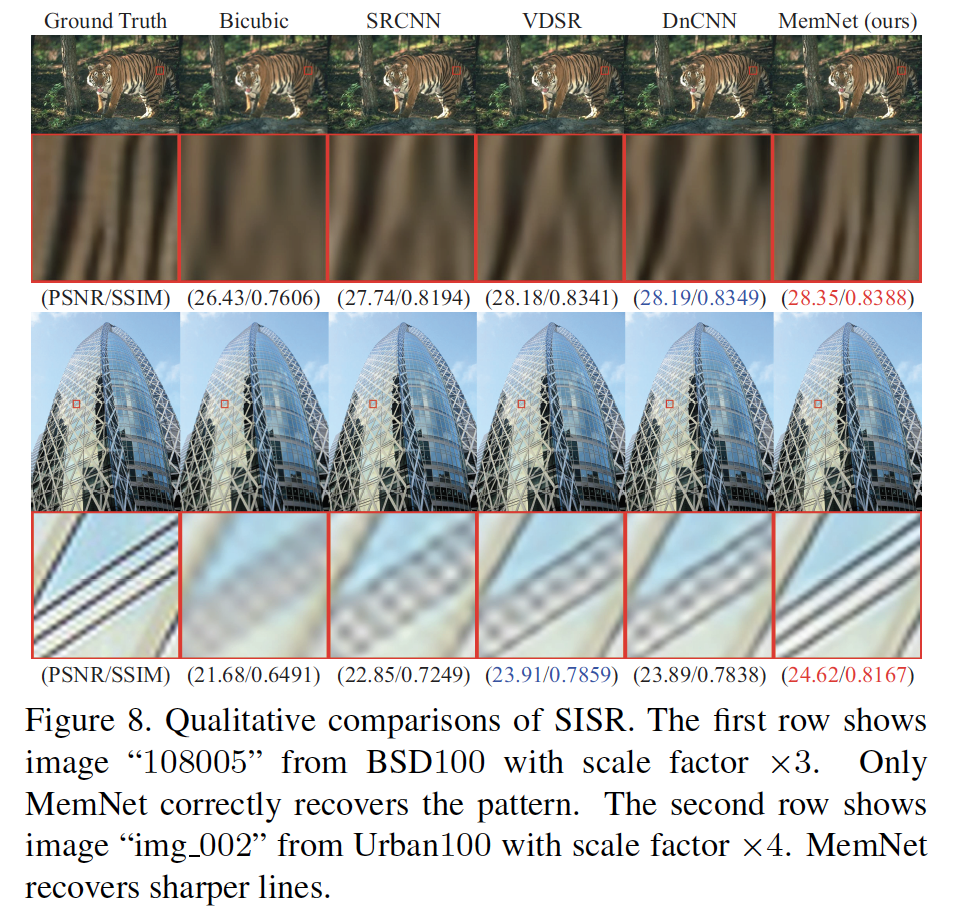 Ground Truth Bicubic SRCNN VDSR DnCNN MemNet (ours)
(PSNR/SSIM) (26.43/0.7606) (27.74/0.8194) (28.18/0.8341) (28.19/0.8349) (28.35/0.8388)
(PSNR/SSIM) (21.68/0.6491) (22.85/0.7249) (23.91/0.7859) (23.89/0.7838) (24.62/0.8167)
Figure 8. Qualitative comparisons of SISR. The first row shows
image “108005” from BSD100 with scale factor ×3. Only
MemNet correctly recovers the pattern. The second row shows
image “img_002” from Urban100 with scale factor ×4. MemNet
recovers sharper lines.